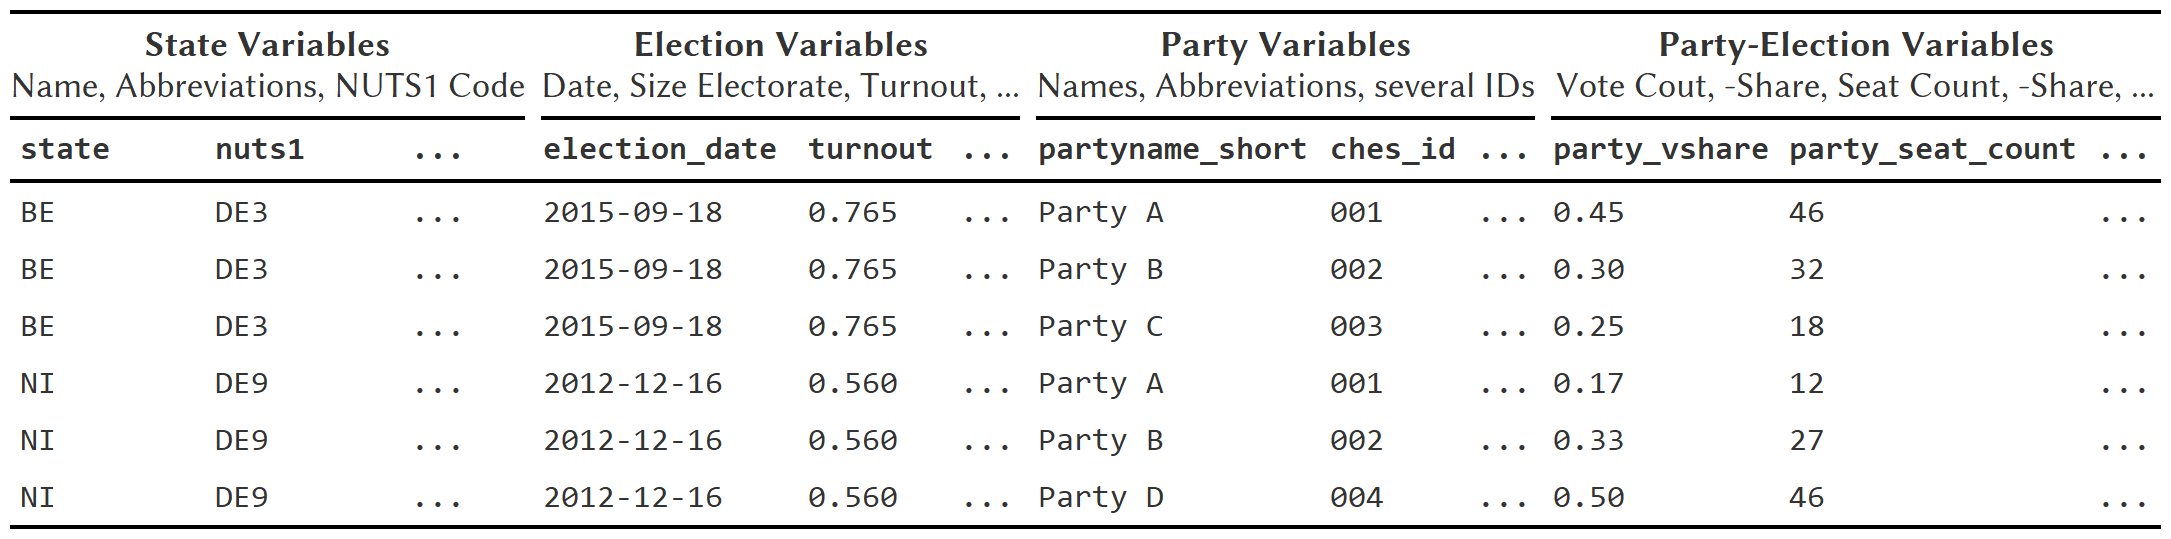 State Variables Election Variables Party Variables Party-Election Variables
Name, Abbreviations, NUTS1 Code Date, Size Electorate, Turnout, ... Names, Abbreviations, several IDs Vote Cout, -Share, Seat Count, -Share, ...
state nuts1 ... election_date turnout ... partyname_short ches_id ... party_vshare party_seat_count ...
BE DE3 ... 2015-09-18 0.765 ... Party A 001 ... 0.45 46 ...
BE DE3 ... 2015-09-18 0.765 ... Party B 002 ... 0.30 32 ...
BE DE3 ... 2015-09-18 0.765 ... Party C 003 ... 0.25 18 ...
NI DE9 ... 2012-12-16 0.560 ... Party A 001 ... 0.17 12 ...
NI DE9 ... 2012-12-16 0.560 ... Party B 002 ... 0.33 27 ...
NI DE9 ... 2012-12-16 0.560 ... Party D 004 ... 0.50 46 ...